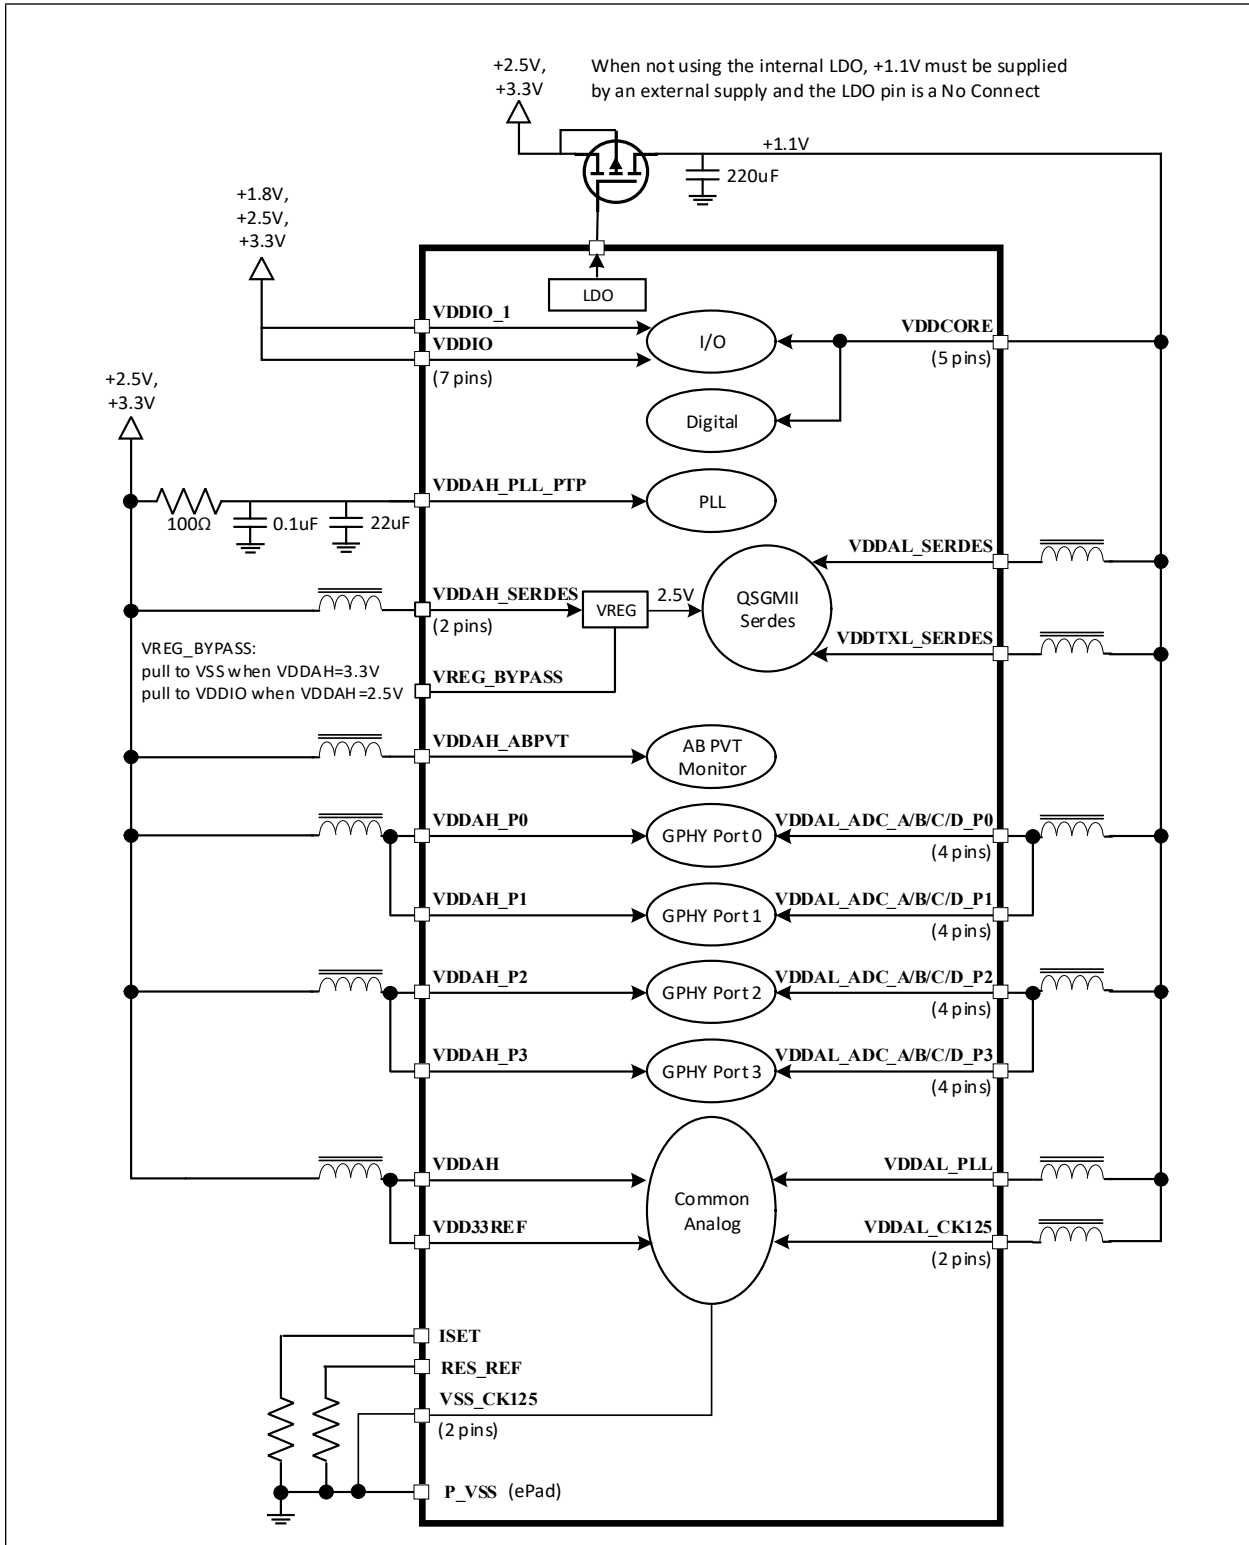 +2.5V,
+3.3V
When not using the internal LDO, +1.1V must be supplied
by an external supply and the LDO pin is a No Connect
+1.1V
220uF
+1.8V,
+2.5V,
+3.3V
LDO
VDDIO_1
VDDIO
(7 pins)
I/O
VDDCORE
(5 pins)
+2.5V,
+3.3V
Digital
100Ω
0.1uF
22uF
VDDAH_PLL_PTP
PLL
VDDAL_SERDES
VDDAH_SERDES
(2 pins)
VREG
2.5V
QSGMII
Serdes
VDDTXL_SERDES
VREG_BYPASS:
pull to VSS when VDDAH=3.3V
pull to VDDIO when VDDAH=2.5V
VREG_BYPASS
VDDAH_ABPVT
AB PVT
Monitor
VDDAH_P0
GPHY Port 0
VDDAL_ADC_A/B/C/D_P0
(4 pins)
VDDAH_P1
GPHY Port 1
VDDAL_ADC_A/B/C/D_P1
(4 pins)
VDDAH_P2
GPHY Port 2
VDDAL_ADC_A/B/C/D_P2
(4 pins)
VDDAH_P3
GPHY Port 3
VDDAL_ADC_A/B/C/D_P3
(4 pins)
VDDAH
VDD33REF
Common
Analog
VDDAL_PLL
VDDAL_CK125
(2 pins)
ISET
RES_REF
VSS_CK125
(2 pins)
P_VSS (ePad)